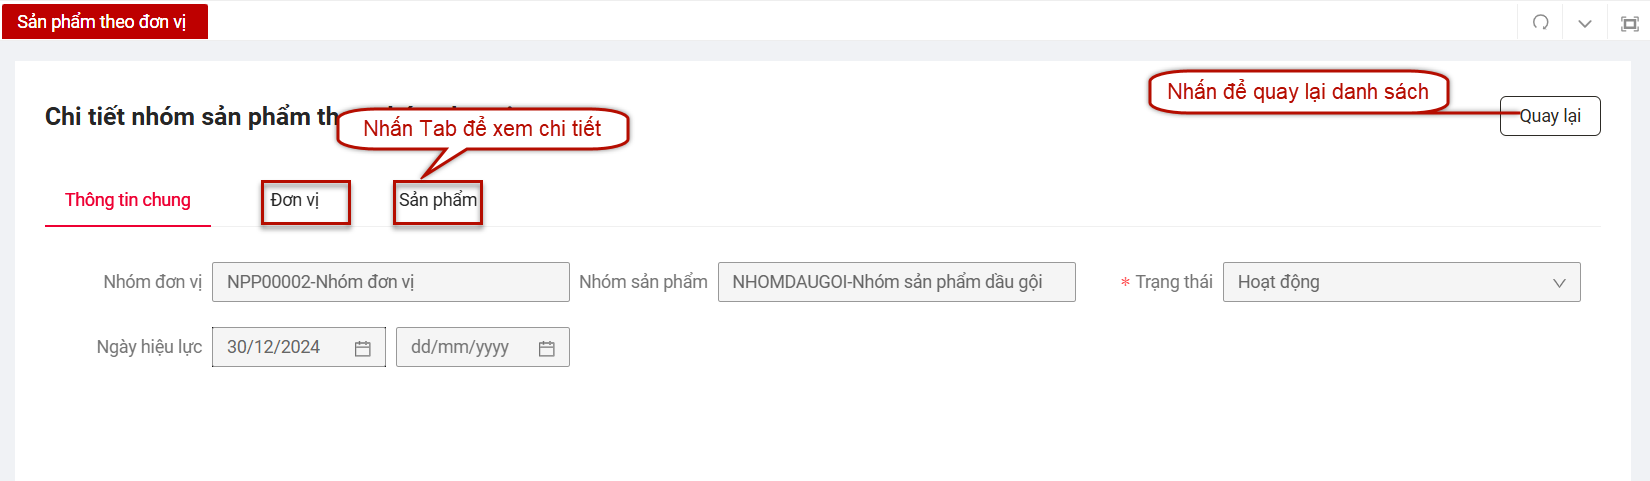 Sản phẩm theo đơn vị
Nhấn để quay lại danh sách
Quay lại
Chi tiết nhóm sản phẩm
Nhấn Tab để xem chi tiết
Thông tin chung
Đơn vị
Sản phẩm
Nhóm đơn vị
NPP00002-Nhóm đơn vị
Nhóm sản phẩm
NHOMDAUGOI-Nhóm sản phẩm dầu gội
* Trạng thái
Hoạt động
Ngày hiệu lực
30/12/2024
dd/mm/yyyy